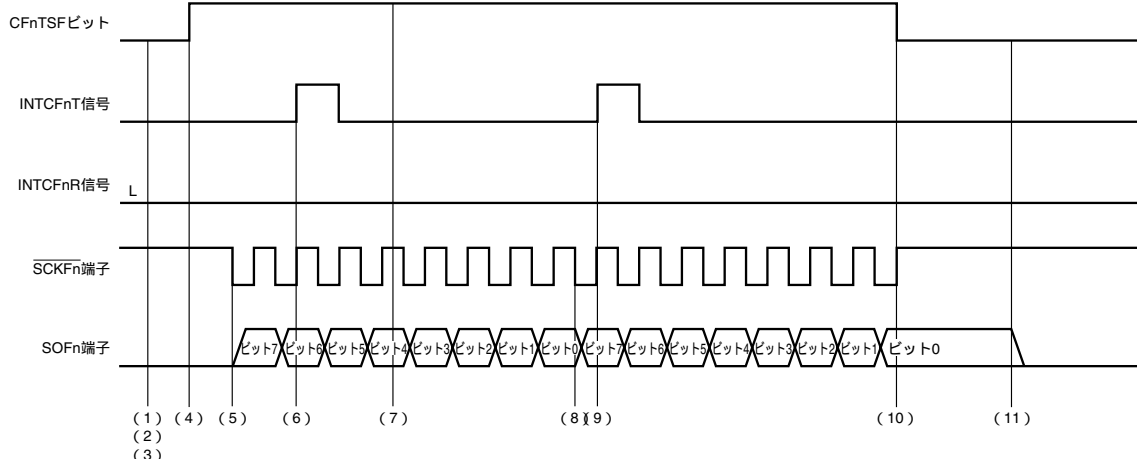 CFnTSFビット
INTCFnT信号
INTCFnR信号 L
SCKFn端子
SOFn端子 ビット7 ビット6 ビット5 ビット4 ビット3 ビット2 ビット1 ビット0 ビット7 ビット6 ビット5 ビット4 ビット3 ビット2 ビット1 ビット0
(1) (4) (5) (6) (7) (8)(9) (10) (11)
(2)
(3)